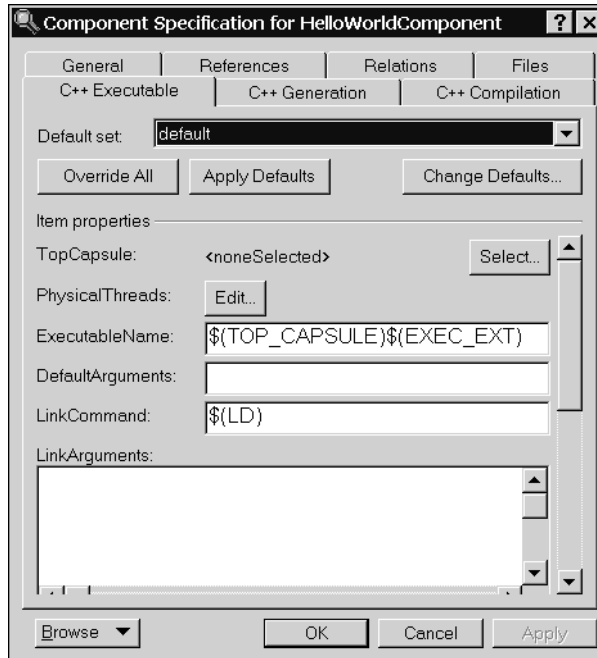 Component Specification for HelloWorldComponent
General References Relations Files
C++ Executable C++ Generation C++ Compilation
Default set: default
Override All Apply Defaults Change Defaults...
Item properties
TopCapsule: <noneSelected> Select...
PhysicalThreads: Edit...
ExecutableName: $(TOP_CAPSULE)$(EXEC_EXT)
DefaultArguments:
LinkCommand: $(LD)
LinkArguments:
Browse OK Cancel Apply